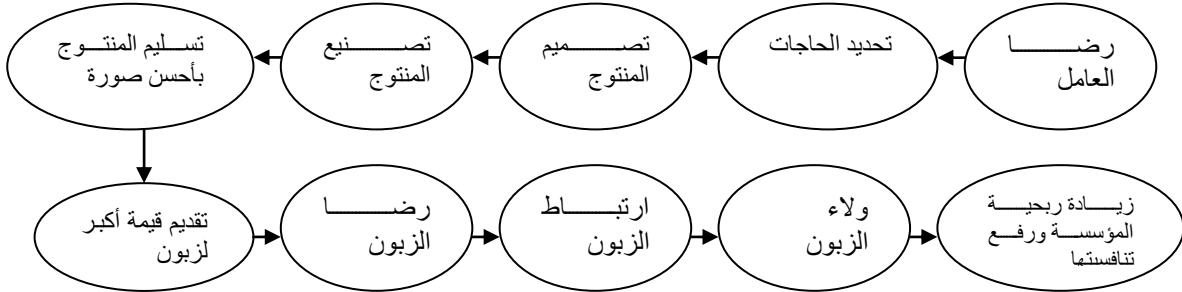 رضا
العامل
تحديد الحاجات
تصميم
المنتوج
تصنيع
المنتوج
تسليم المنتوج
بأحسن صورة
تقديم قيمة أكبر
لزبون
رضا
الزبون
ارتباط
الزبون
ولاء
الزبون
زيادة ربحية
المؤسسة ورفع
تنافستها